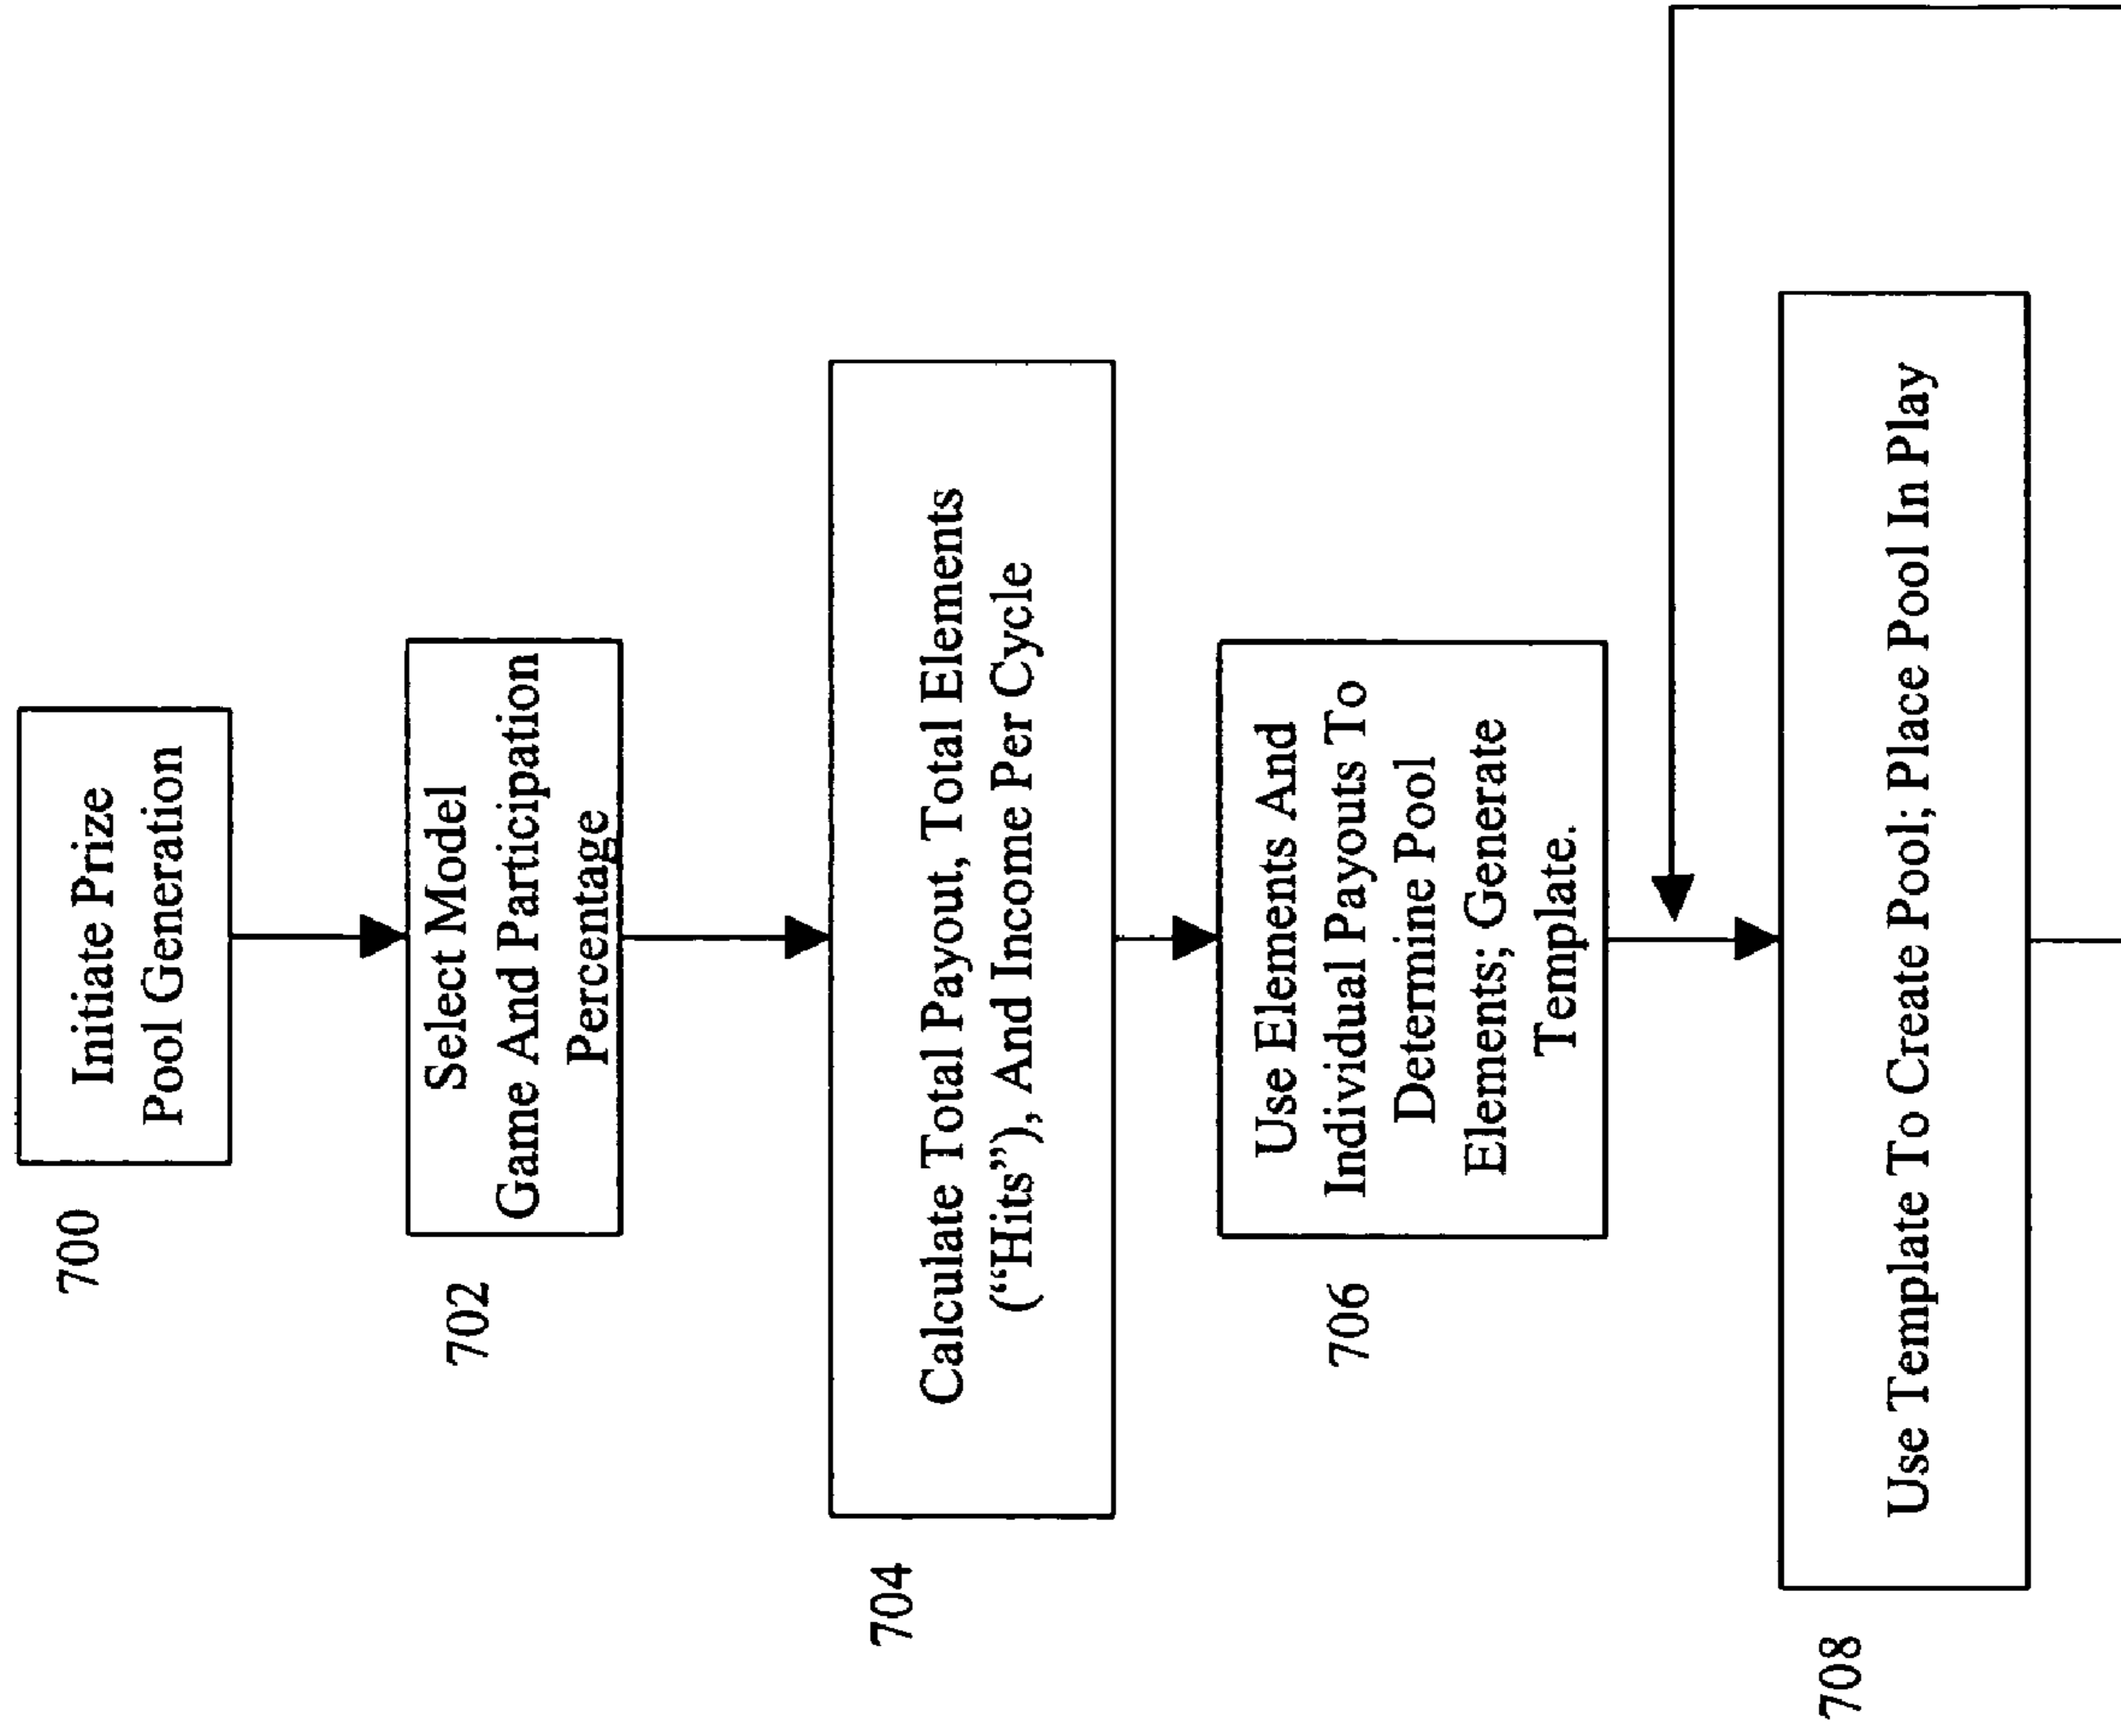 700
Initiate Prize
Pool Generation
702
Select Model
Game And Participation
Percentage
704
Calculate Total Payout, Total Elements
(“Hits”), And Income Per Cycle
706
Use Elements And
Individual Payouts To
Determine Pool
Elements; Generate
Template.
708
Use Template To Create Pool; Place Pool In Play